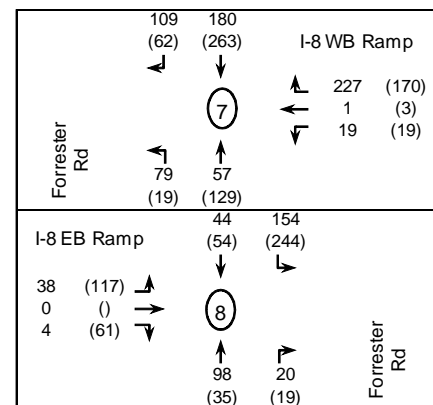 109 180
(62) (263)
I-8 WB Ramp
227 (170)
7
1 (3)
19 (19)
Forrester
Rd
79 57
(19) (129)
44 154
(54) (244)
I-8 EB Ramp
38 (117)
0 ()
8
4 (61)
98 20
(35) (19)
Forrester
Rd